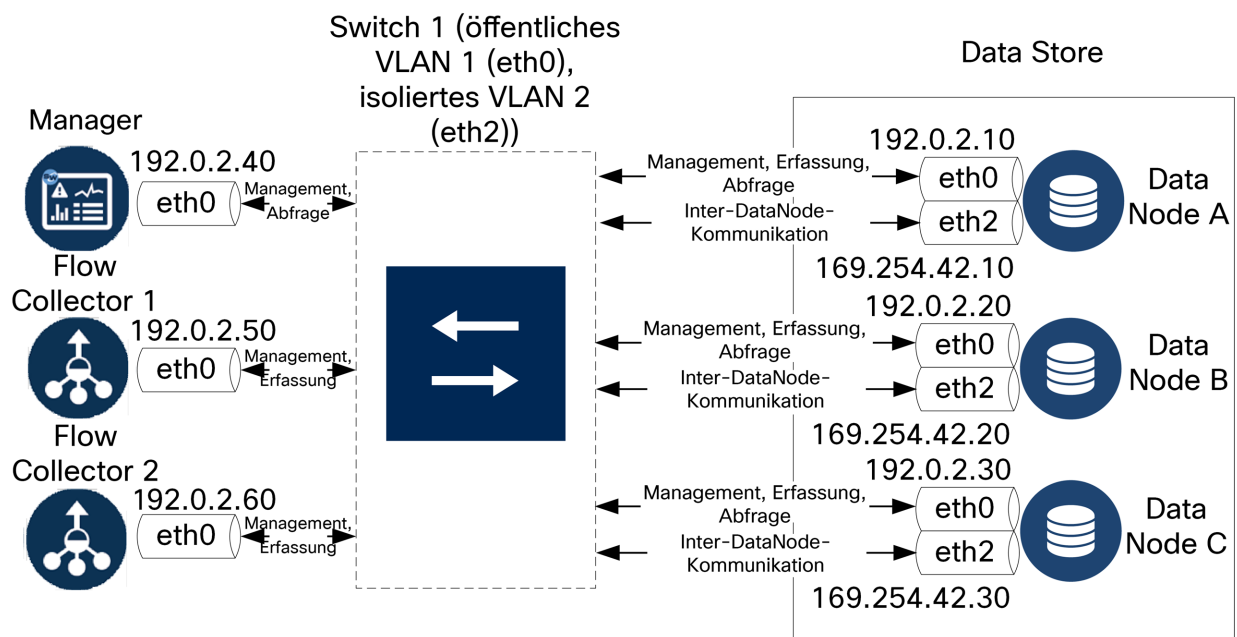 Switch 1 (öffentliches
VLAN 1 (eth0),
isoliertes VLAN 2
(eth2))
Data Store
Manager
192.0.2.40
eth0
Management,
Abfrage
Flow
Collector 1
192.0.2.50
eth0
Management,
Erfassung
Flow
Collector 2
192.0.2.60
eth0
Management,
Erfassung
Management, Erfassung,
Abfrage
Inter-DataNode-
Kommunikation
192.0.2.10
eth0
eth2
169.254.42.10
Data
Node A
Management, Erfassung,
Abfrage
Inter-DataNode-
Kommunikation
192.0.2.20
eth0
eth2
169.254.42.20
Data
Node B
Management, Erfassung,
Abfrage
Inter-DataNode-
Kommunikation
192.0.2.30
eth0
eth2
169.254.42.30
Data
Node C